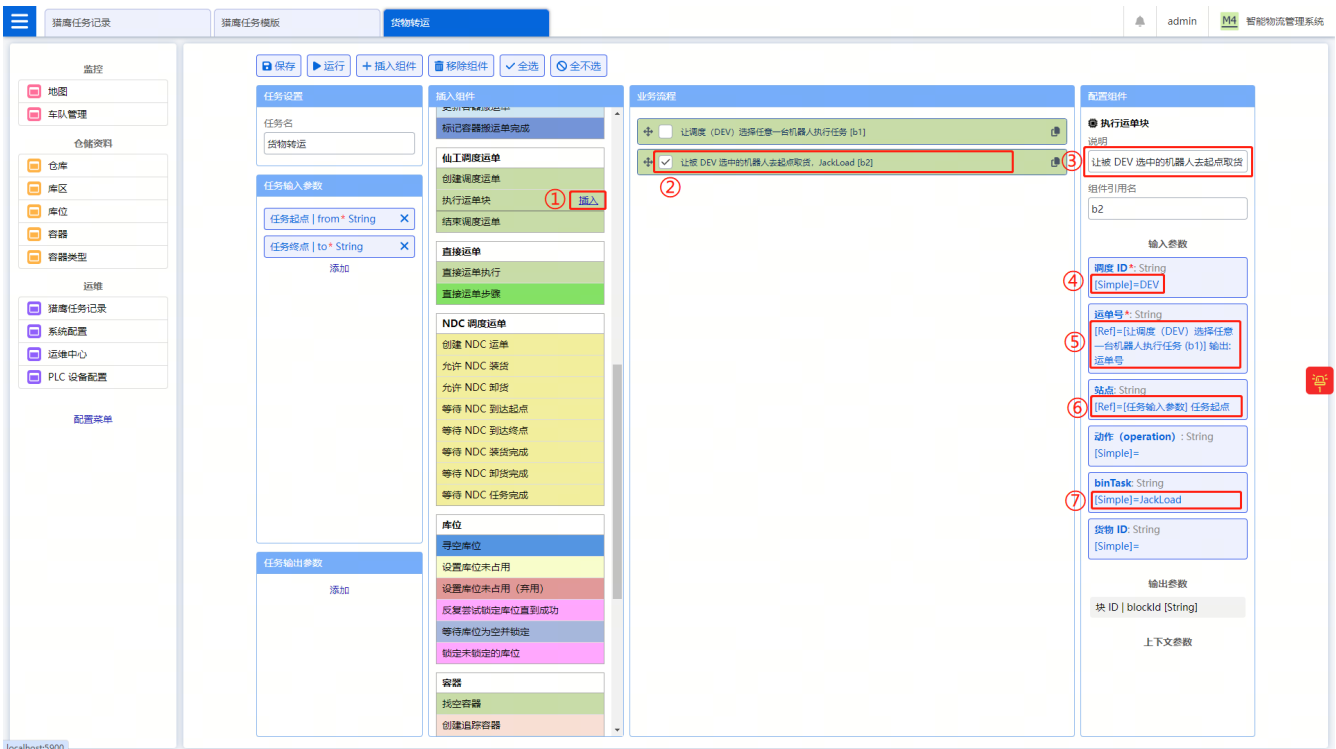 猎鹰任务记录
猎鹰任务模版
货物转运
admin
M4 智能物流管理系统
监控
地图
车队管理
仓储资料
仓库
库区
库位
容器
容器类型
运维
猎鹰任务记录
系统配置
运维中心
PLC 设备配置
配置菜单
保存
运行
插入组件
移除组件
全选
全不选
任务设置
任务名
货物转运
任务输入参数
任务起点 | from* String
任务终点 | to* String
添加
任务输出参数
添加
插入组件
更新容器搬运单
标记容器搬运单完成
仙工调度运单
创建调度运单
执行运单块
① 插入
结束调度运单
直接运单
直接运单执行
直接运单步骤
NDC 调度运单
创建 NDC 运单
允许 NDC 装货
允许 NDC 卸货
等待 NDC 到达起点
等待 NDC 到达终点
等待 NDC 装货完成
等待 NDC 卸货完成
等待 NDC 任务完成
库位
寻空库位
设置库位未占用
设置库位未占用（弃用）
反复尝试锁定库位直到成功
等待库位为空并锁定
锁定未锁定的库位
容器
找空容器
创建追踪容器
业务流程
让调度（DEV）选择任意一台机器人执行任务 [b1]
让被 DEV 选中的机器人去起点取货，JackLoad [b2]
②
配置组件
执行运单块
说明
③ 让被 DEV 选中的机器人去起点取货
组件引用名
b2
输入参数
调度 ID*: String
④ [Simple]=DEV
运单号*: String
⑤ [Ref]=[让调度（DEV）选择任意
一台机器人执行任务 (b1)] 输出:
运单号
站点: String
⑥ [Ref]=[任务输入参数] 任务起点
动作（operation）: String
[Simple]=
binTask: String
⑦ [Simple]=JackLoad
货物 ID: String
[Simple]=
输出参数
块 ID | blockId [String]
上下文参数
localhost:5900